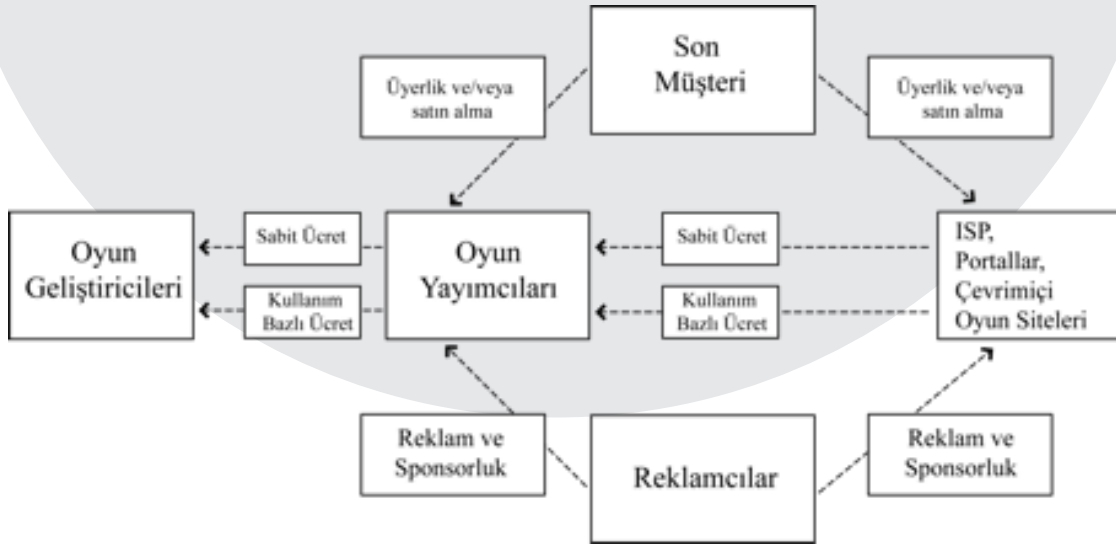 Son
Müşteri
Üyerlik ve/veya
satın alma
Üyerlik ve/veya
satın alma
Oyun
Geliştiricileri
Sabit Ücret
Kullanım
Bazlı Ücret
Oyun
Yayımcıları
Sabit Ücret
Kullanım
Bazlı Ücret
ISP,
Portallar,
Çevrimiçi
Oyun Siteleri
Reklam ve
Sponsorluk
Reklamcılar
Reklam ve
Sponsorluk